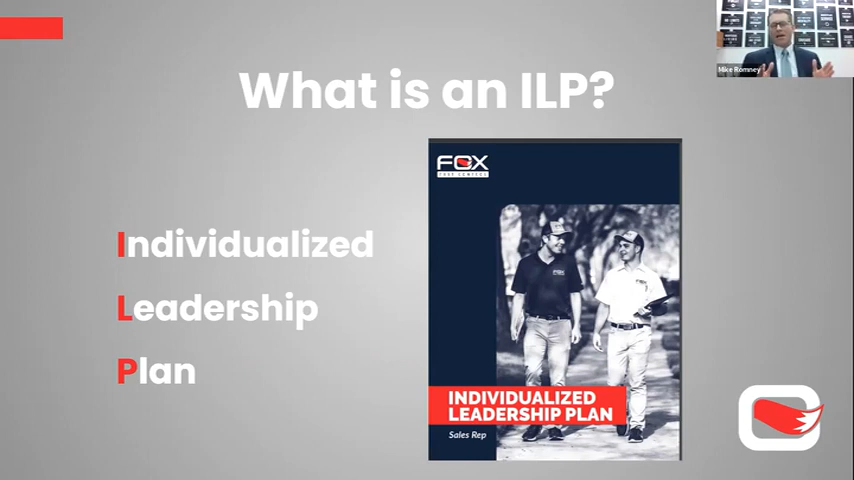 What is an ILP?
Mike Romney
Individualized
Leadership
Plan
FOX
PEST CONTROL
INDIVIDUALIZED
LEADERSHIP PLAN
Sales Rep